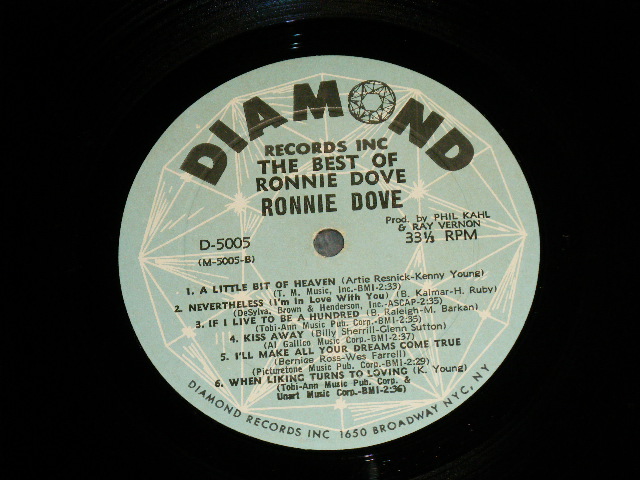 DIAMOND
RECORDS INC
THE BEST OF
RONNIE DOVE
RONNIE DOVE
Prod. by PHIL KAHL
& RAY VERNON
D-5005
33⅓ RPM
(M-5005-B)
1. A LITTLE BIT OF HEAVEN (Artie Resnick-Kenny Young)
(T. M. Music, Inc.-BMI-2:33)
2. NEVERTHELESS (I'm In Love With You) (B. Kalmar-H. Ruby)
(DeSylva, Brown & Henderson, Inc.-ASCAP-2:35)
3. IF I LIVE TO BE A HUNDRED (B. Raleigh-M. Barkan)
(Tobi-Ann Music Pub. Corp.-BMI-2:35)
4. KISS AWAY (Billy Sherrill-Glenn Sutton)
(Al Gallico Music Corp.-BMI-2:37)
5. I'LL MAKE ALL YOUR DREAMS COME TRUE
(Bernice Ross-Wes Farrell)
(Picturetone Music Pub. Corp.-BMI-2:29)
6. WHEN LIKING TURNS TO LOVING (K. Young)
(Tobi-Ann Music Pub. Corp. &
Unart Music Corp.-BMI-2:36)
DIAMOND RECORDS INC 1650 BROADWAY NYC, NY